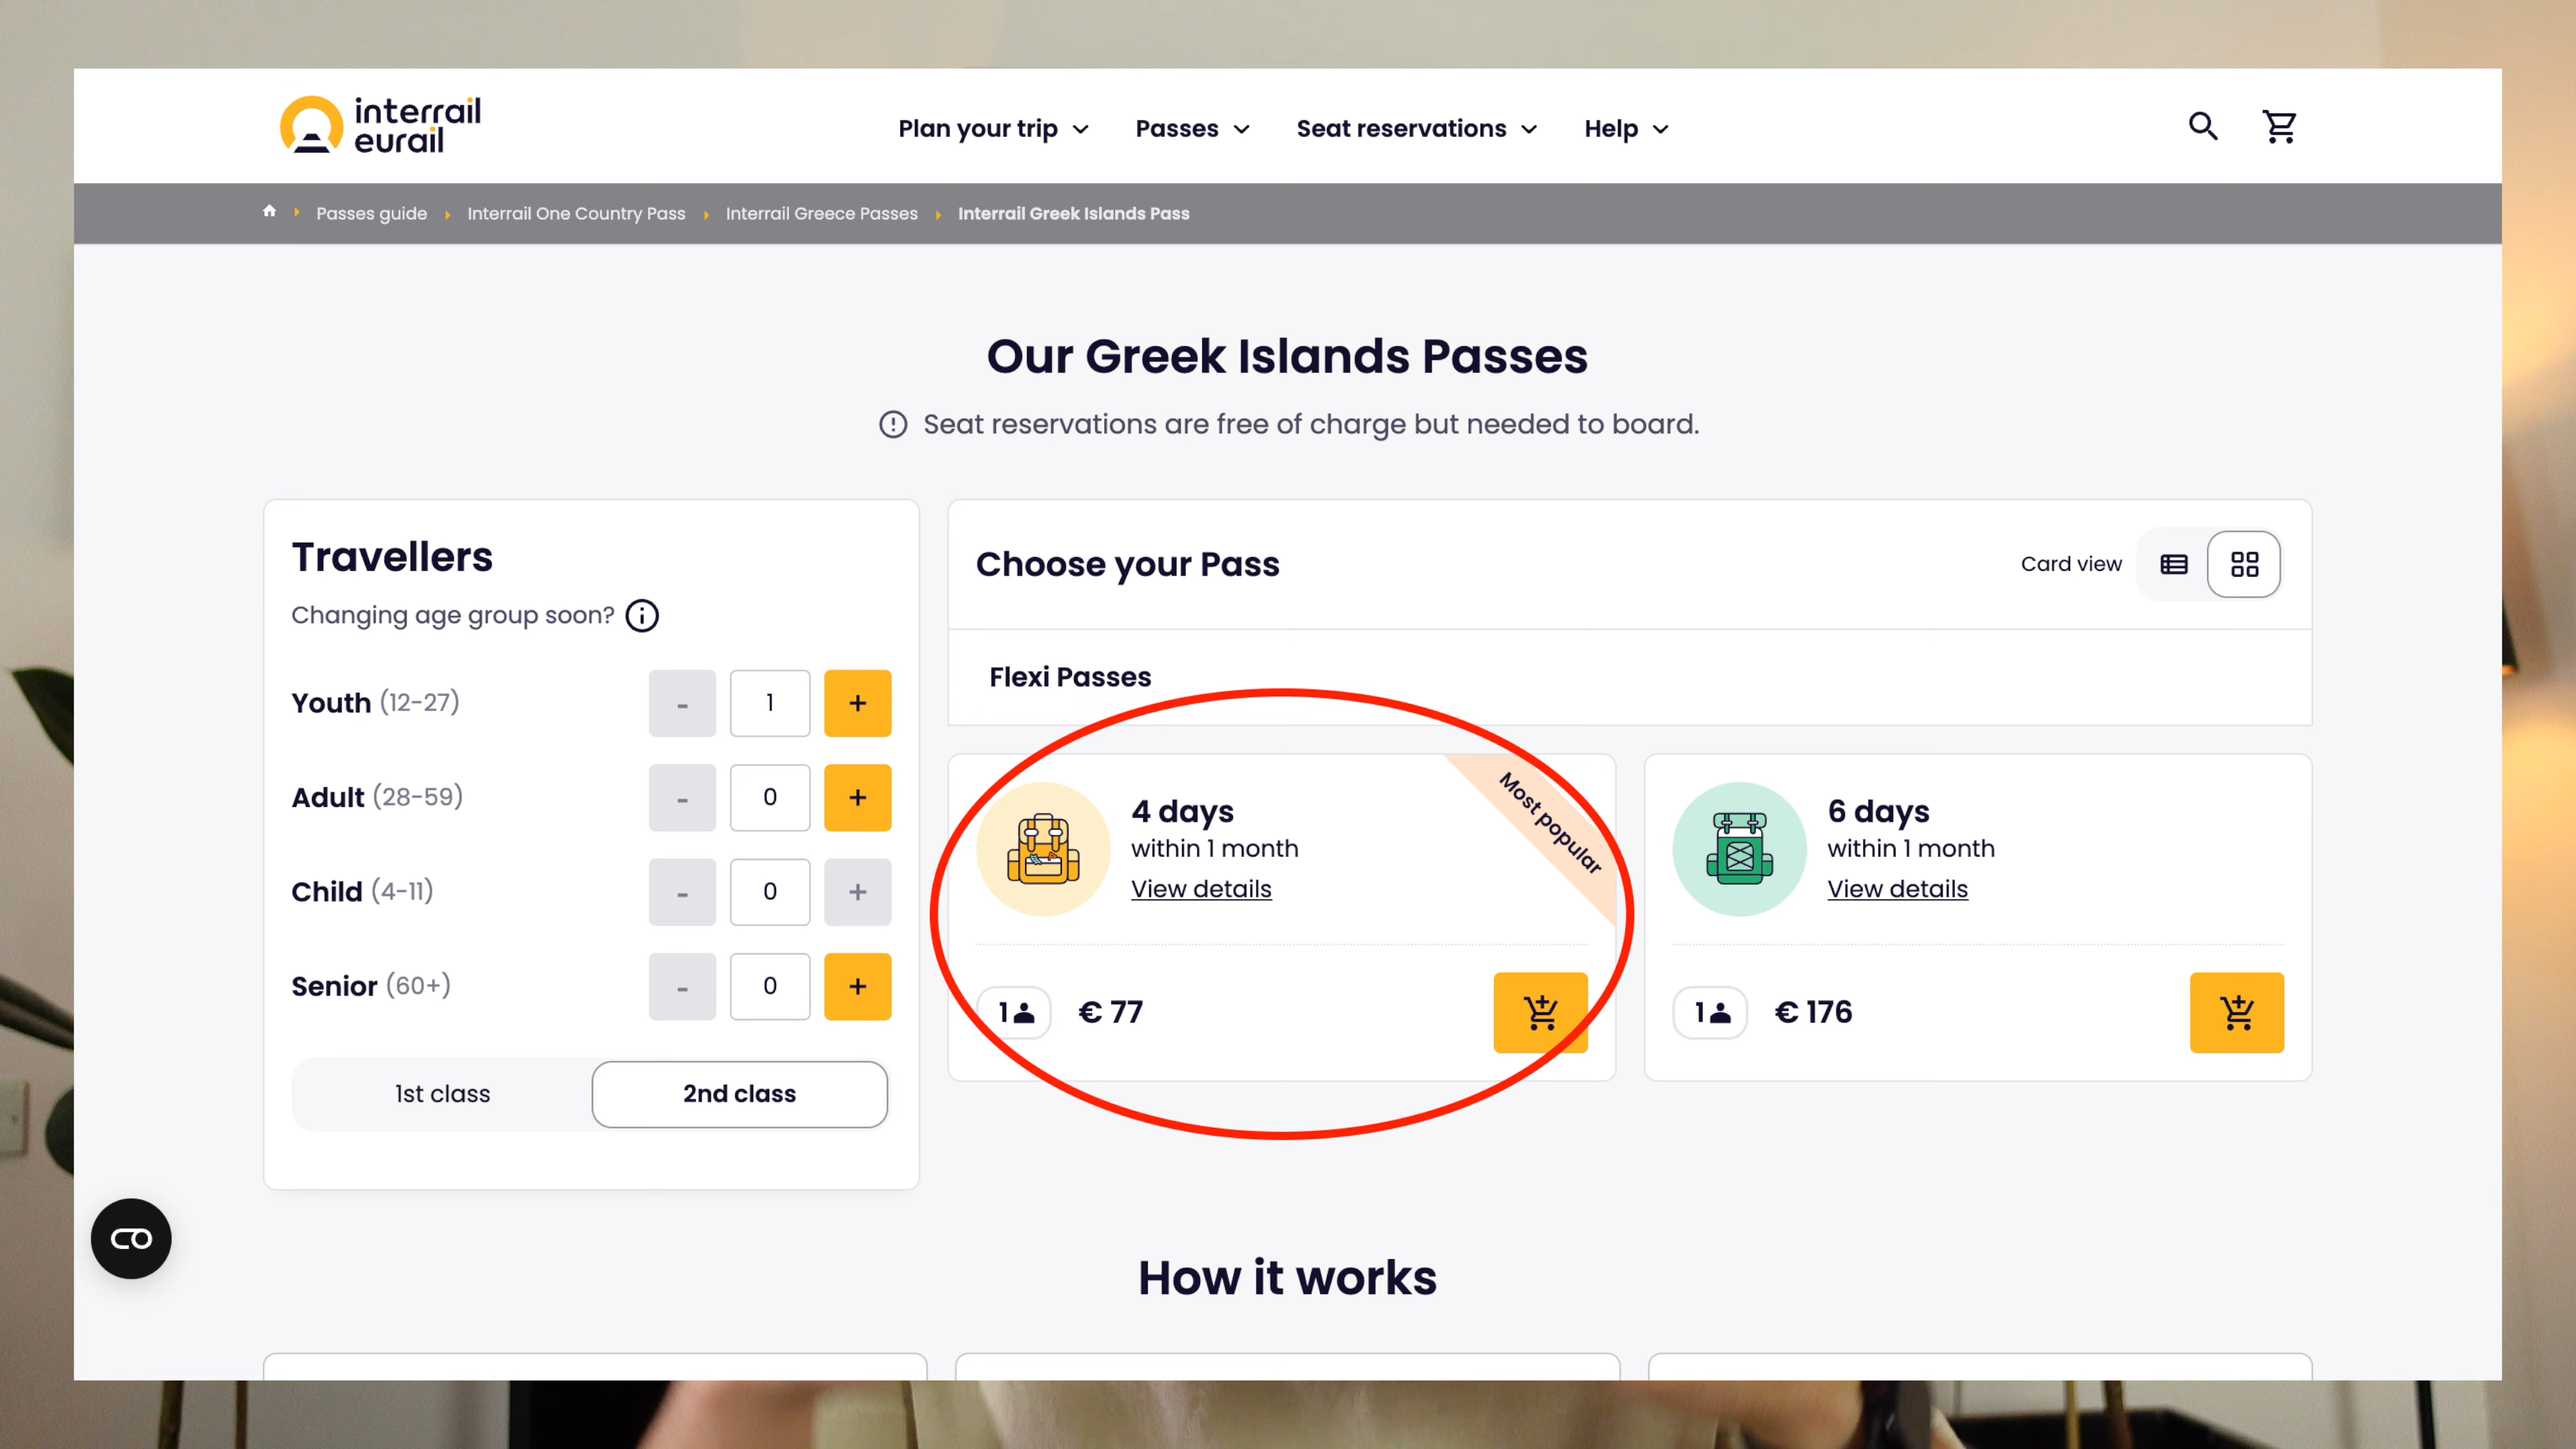 interrail
eurail
Plan your trip
Passes
Seat reservations
Help
Passes guide
Interrail One Country Pass
Interrail Greece Passes
Interrail Greek Islands Pass
Our Greek Islands Passes
Seat reservations are free of charge but needed to board.
Travellers
Changing age group soon?
Youth (12-27)
- 1 +
Adult (28-59)
- 0 +
Child (4-11)
- 0 +
Senior (60+)
- 0 +
1st class
2nd class
Choose your Pass
Card view
Flexi Passes
4 days
within 1 month
View details
Most popular
1
€ 77
6 days
within 1 month
View details
1
€ 176
How it works